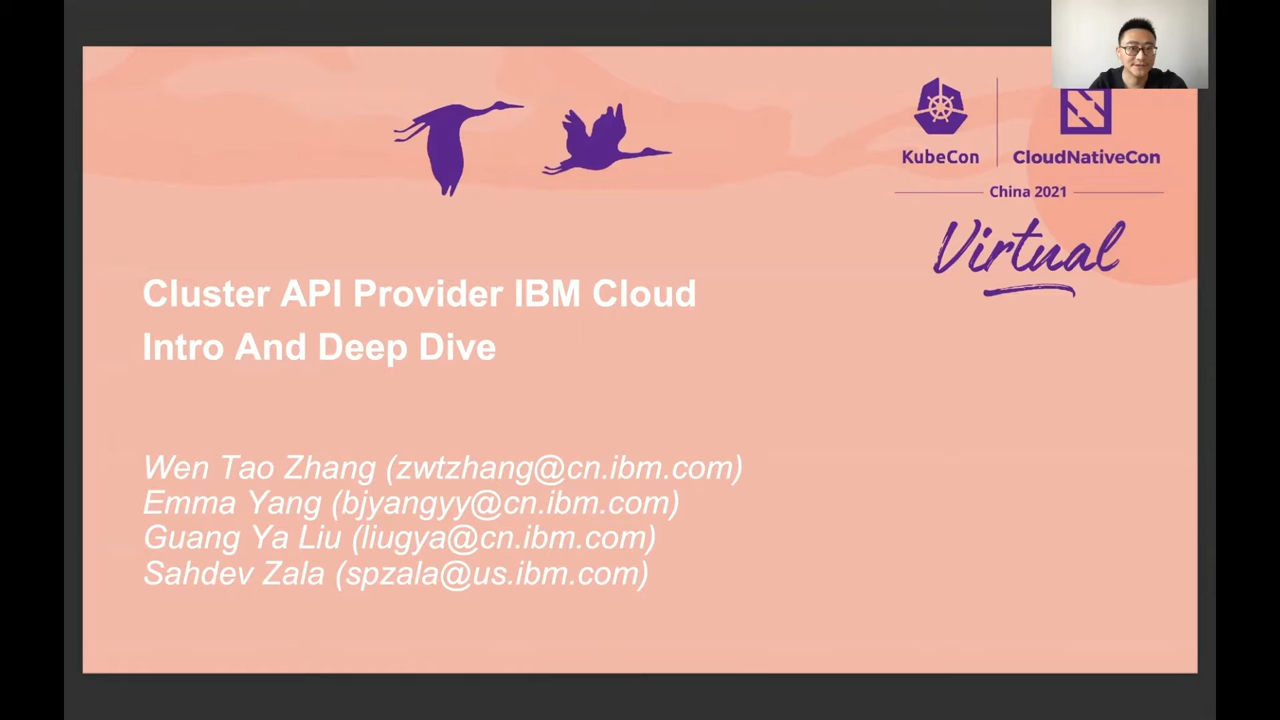 KubeCon
CloudNativeCon
China 2021
Virtual
Cluster API Provider IBM Cloud
Intro And Deep Dive
Wen Tao Zhang (zwtzhang@cn.ibm.com)
Emma Yang (bjyangyy@cn.ibm.com)
Guang Ya Liu (liugya@cn.ibm.com)
Sahdev Zala (spzala@us.ibm.com)